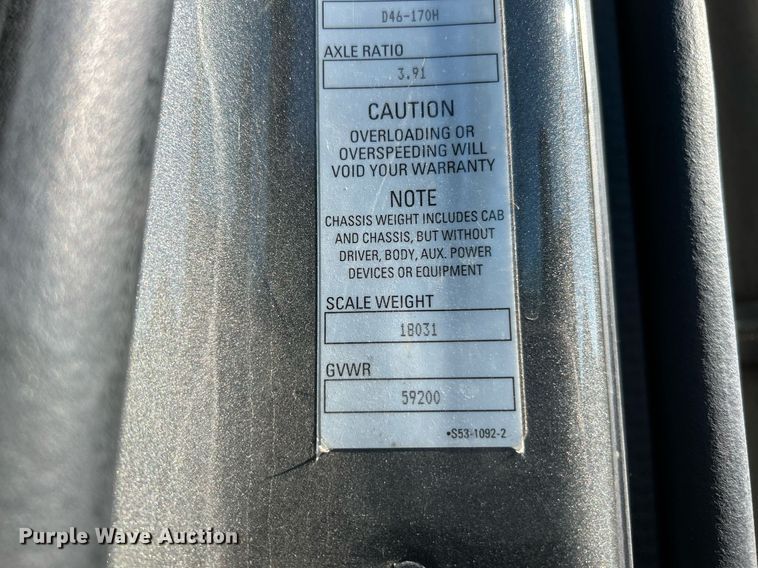 D46-170H
AXLE RATIO
3.91
CAUTION
OVERLOADING OR
OVERSPEEDING WILL
VOID YOUR WARRANTY
NOTE
CHASSIS WEIGHT INCLUDES CAB
AND CHASSIS, BUT WITHOUT
DRIVER, BODY, AUX. POWER
DEVICES OR EQUIPMENT
SCALE WEIGHT
18031
GVWR
59200
•S53-1092-2
Purple Wave Auction®